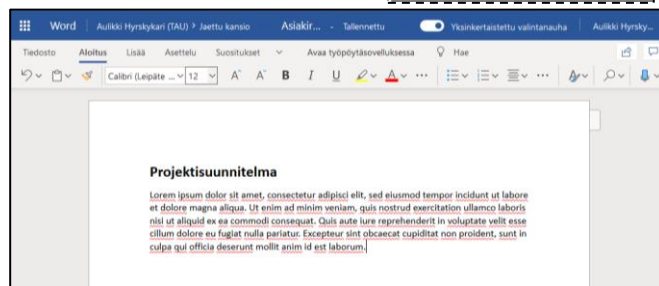 Word Aulikki Hyrskykari (TAU) > Jaettu kansio Asiakir... - Tallennettu Yksinkertaistettu valintanauha Aulikki Hyrsky...
Tiedosto Aloitus Lisää Asettelu Suositukset Avaa työpöytäsovelluksessa Hae
Calibri (Leipäte ... 12 A A B I U A ... ...
Projektisuunnitelma
Lorem ipsum dolor sit amet, consectetur adipisci elit, sed eiusmod tempor incidunt ut labore
et dolore magna aliqua. Ut enim ad minim veniam, quis nostrud exercitation ullamco laboris
nisi ut aliquid ex ea commodi consequat. Quis aute iure reprehenderit in voluptate velit esse
cillum dolore eu fugiat nulla pariatur. Excepteur sint obcaecat cupiditat non proident, sunt in
culpa qui officia deserunt mollit anim id est laborum.